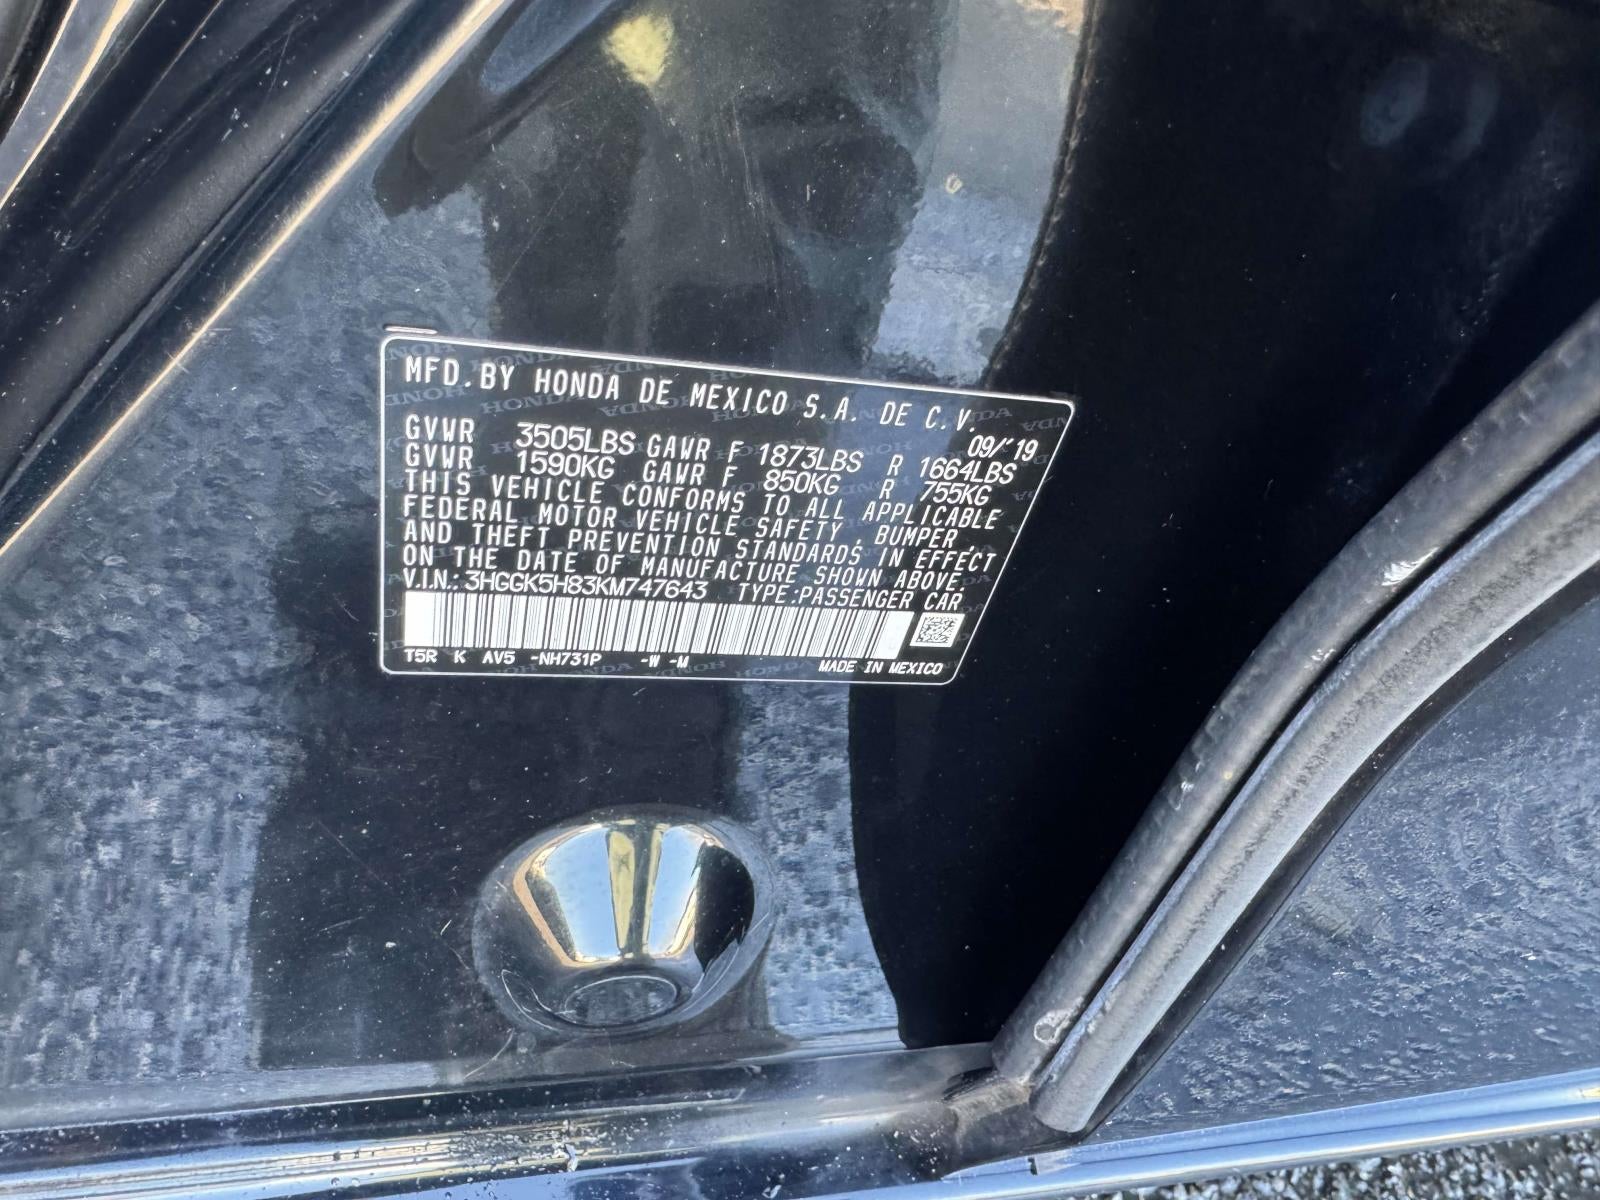 MFD.BY HONDA DE MEXICO S.A. DE C.V.
09/'19
GVWR 3505LBS GAWR F 1873LBS R 1664LBS
GVWR 1590KG GAWR F 850KG R 755KG
THIS VEHICLE CONFORMS TO ALL APPLICABLE
FEDERAL MOTOR VEHICLE SAFETY, BUMPER,
AND THEFT PREVENTION STANDARDS IN EFFECT
ON THE DATE OF MANUFACTURE SHOWN ABOVE.
V.I.N.: 3HGGK5H83KM747643 TYPE:PASSENGER CAR
T5R K AV5 -NH731P -W -M MADE IN MEXICO